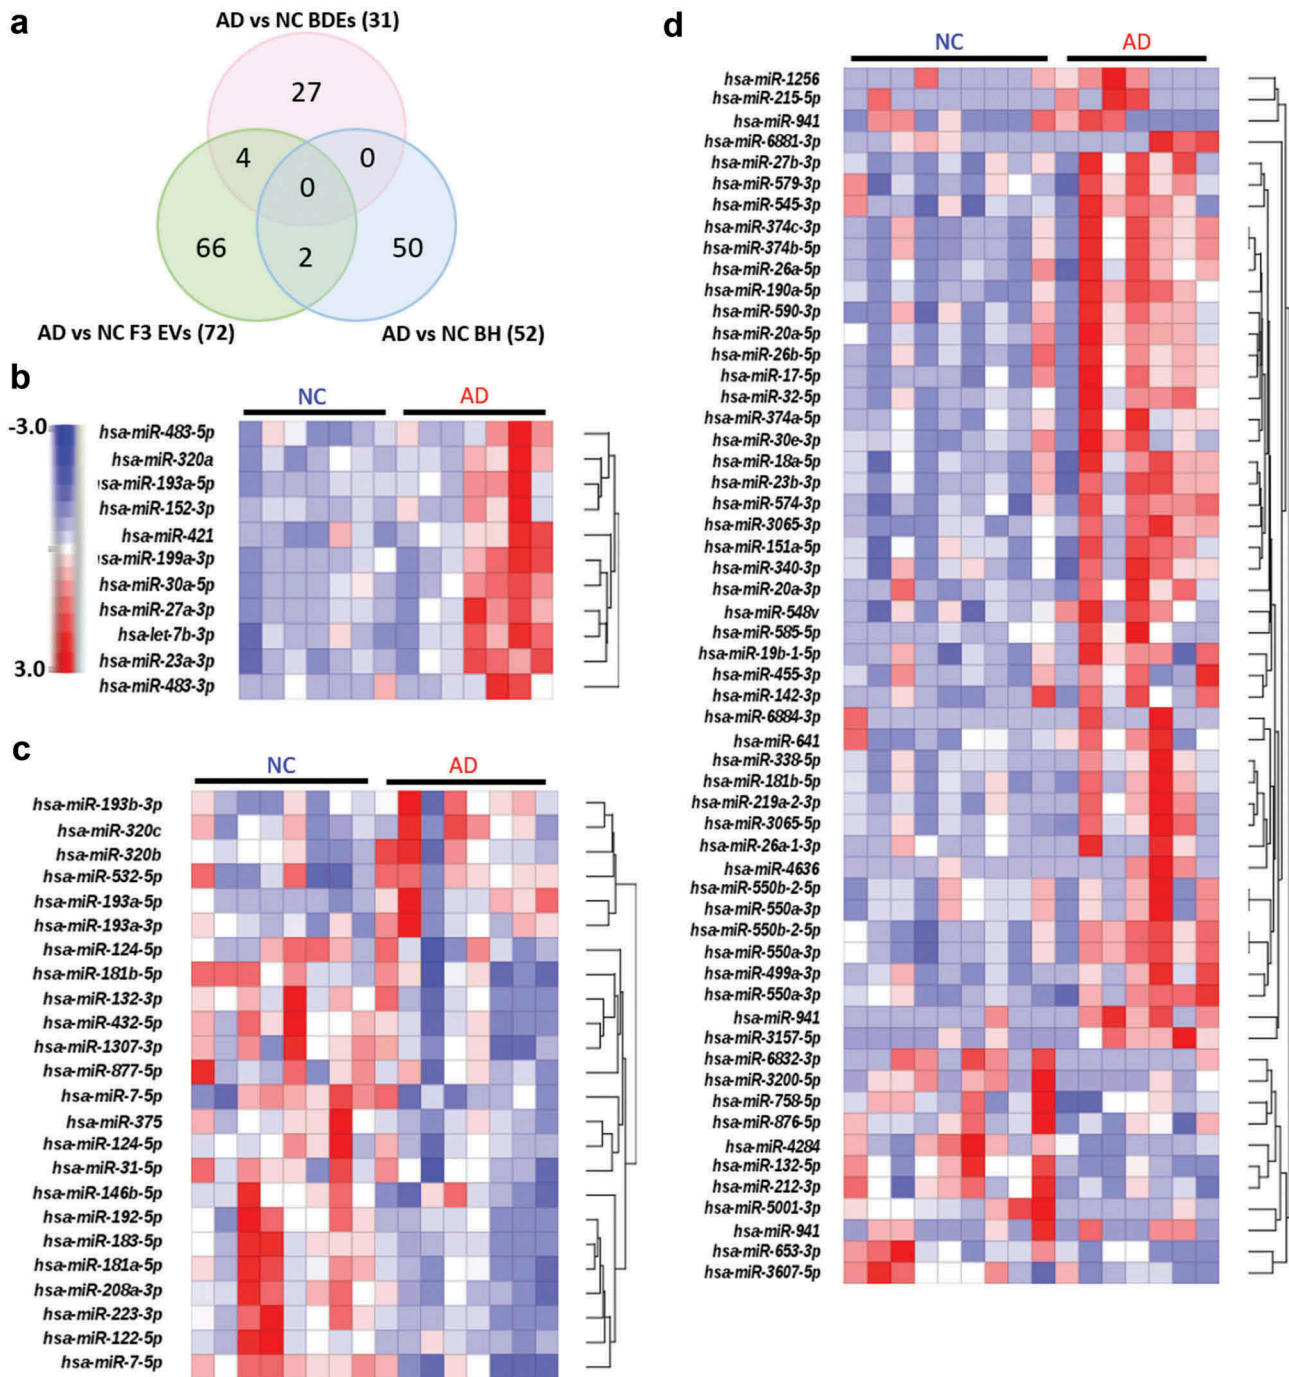 a
AD vs NC BDEs (31)
27
4
0
0
66
2
50
AD vs NC F3 EVs (72)
AD vs NC BH (52)
b
-3.0
3.0
NC
AD
hsa-miR-483-5p
hsa-miR-320a
sa-miR-193a-5p
hsa-miR-152-3p
hsa-miR-421
sa-miR-199a-3p
hsa-miR-30a-5p
hsa-miR-27a-3p
hsa-let-7b-3p
hsa-miR-23a-3p
hsa-miR-483-3p
c
NC
AD
hsa-miR-193b-3p
hsa-miR-320c
hsa-miR-320b
hsa-miR-532-5p
hsa-miR-193a-5p
hsa-miR-193a-3p
hsa-miR-124-5p
hsa-miR-181b-5p
hsa-miR-132-3p
hsa-miR-432-5p
hsa-miR-1307-3p
hsa-miR-877-5p
hsa-miR-7-5p
hsa-miR-375
hsa-miR-124-5p
hsa-miR-31-5p
hsa-miR-146b-5p
hsa-miR-192-5p
hsa-miR-183-5p
hsa-miR-181a-5p
hsa-miR-208a-3p
hsa-miR-223-3p
hsa-miR-122-5p
hsa-miR-7-5p
d
NC
AD
hsa-miR-1256
hsa-miR-215-5p
hsa-miR-941
hsa-miR-6881-3p
hsa-miR-27b-3p
hsa-miR-579-3p
hsa-miR-545-3p
hsa-miR-374c-3p
hsa-miR-374b-5p
hsa-miR-26a-5p
hsa-miR-190a-5p
hsa-miR-590-3p
hsa-miR-20a-5p
hsa-miR-26b-5p
hsa-miR-17-5p
hsa-miR-32-5p
hsa-miR-374a-5p
hsa-miR-30e-3p
hsa-miR-18a-5p
hsa-miR-23b-3p
hsa-miR-574-3p
hsa-miR-3065-3p
hsa-miR-151a-5p
hsa-miR-340-3p
hsa-miR-20a-3p
hsa-miR-548v
hsa-miR-585-5p
hsa-miR-19b-1-5p
hsa-miR-455-3p
hsa-miR-142-3p
hsa-miR-6884-3p
hsa-miR-641
hsa-miR-338-5p
hsa-miR-181b-5p
hsa-miR-219a-2-3p
hsa-miR-3065-5p
hsa-miR-26a-1-3p
hsa-miR-4636
hsa-miR-550b-2-5p
hsa-miR-550a-3p
hsa-miR-550b-2-5p
hsa-miR-550a-3p
hsa-miR-499a-3p
hsa-miR-550a-3p
hsa-miR-941
hsa-miR-3157-5p
hsa-miR-6832-3p
hsa-miR-3200-5p
hsa-miR-758-5p
hsa-miR-876-5p
hsa-miR-4284
hsa-miR-132-5p
hsa-miR-212-3p
hsa-miR-5001-3p
hsa-miR-941
hsa-miR-653-3p
hsa-miR-3607-5p